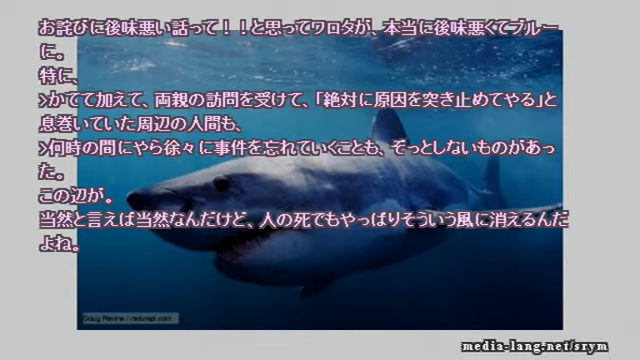 お詫びに後味悪い話って！！と思ってワロタが、本当に後味悪くてブルー
に。
特に、
>かてて加えて、両親の訪問を受けて、「絶対に原因を突き止めてやる」と
息巻いていた周辺の人間も、
>何時の間にやら徐々に事件を忘れていくことも、ぞっとしないものがあっ
た。
この辺が。
当然と言えば当然なんだけど、人の死でもやっぱりそういう風に消えるんだ
よね。
Doug Perrine / naturepl.com
media-lang-net/srym